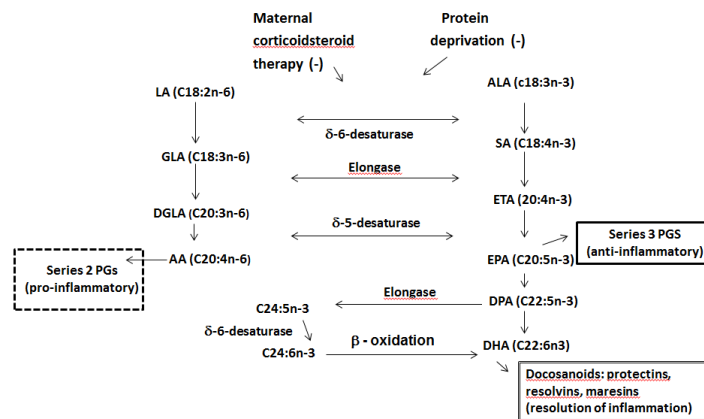 Maternal
corticoidsteroid
therapy (-)
Protein
deprivation (-)
LA (C18:2n-6)
ALA (c18:3n-3)
δ-6-desaturase
SA (C18:4n-3)
GLA (C18:3n-6)
Elongase
ETA (20:4n-3)
DGLA (C20:3n-6)
δ-5-desaturase
Series 3 PGS
(anti-inflammatory)
Series 2 PGs
(pro-inflammatory)
AA (C20:4n-6)
EPA (C20:5n-3)
Elongase
C24:5n-3
DPA (C22:5n-3)
δ-6-desaturase
C24:6n-3
β - oxidation
DHA (C22:6n3)
Docosanoids: protectins,
resolvins, maresins
(resolution of inflammation)